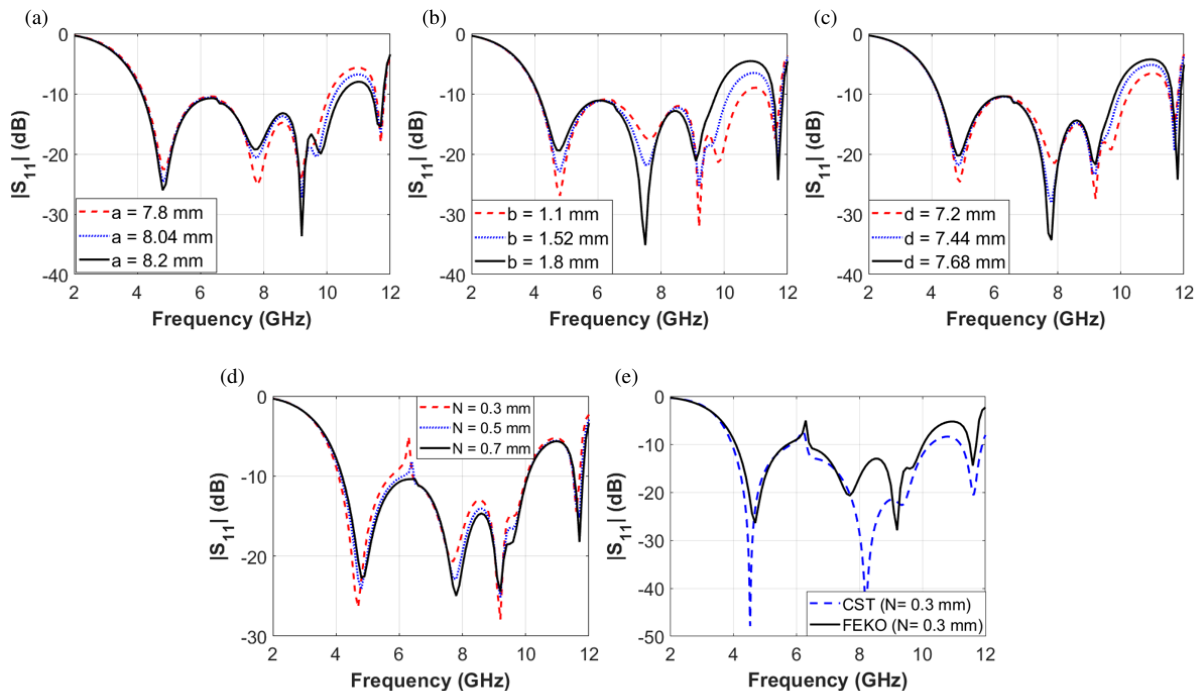 (a)
0
-10
-20
-30
-40
|S11| (dB)
a = 7.8 mm
a = 8.04 mm
a = 8.2 mm
2 4 6 8 10 12
Frequency (GHz)
(b)
0
-10
-20
-30
-40
|S11| (dB)
b = 1.1 mm
b = 1.52 mm
b = 1.8 mm
2 4 6 8 10 12
Frequency (GHz)
(c)
0
-10
-20
-30
-40
|S11| (dB)
d = 7.2 mm
d = 7.44 mm
d = 7.68 mm
2 4 6 8 10 12
Frequency (GHz)
(d)
0
-10
-20
-30
|S11| (dB)
N = 0.3 mm
N = 0.5 mm
N = 0.7 mm
2 4 6 8 10 12
Frequency (GHz)
(e)
0
-10
-20
-30
-40
-50
|S11| (dB)
CST (N= 0.3 mm)
FEKO (N= 0.3 mm)
2 4 6 8 10 12
Frequency (GHz)